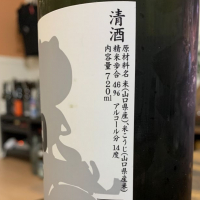 清酒
原材料名 米(山口県産)、米こうじ(山口県産米)
精米歩合 46% アルコール分 14度
内容量 720ml